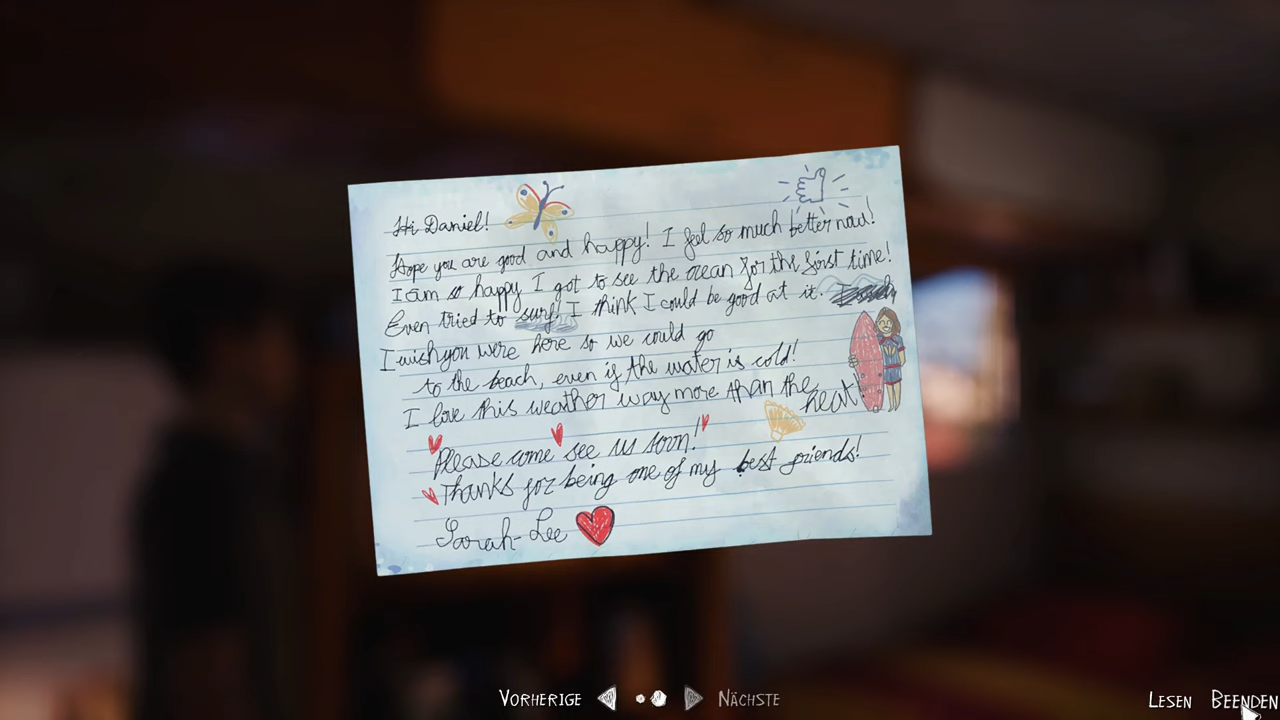 Hi Daniel!
Hope you are good and happy! I feel so much better now!
I am so happy I got to see the ocean for the first time!
Even tried to surf, I think I could be good at it.
I wish you were here so we could go
to the beach, even if the water is cold!
I love this weather way more than the heat!
Please come see us soon!
Thanks for being one of my best friends!
Sarah-Lee
VORHERIGE NÄCHSTE
LESEN BEENDEN